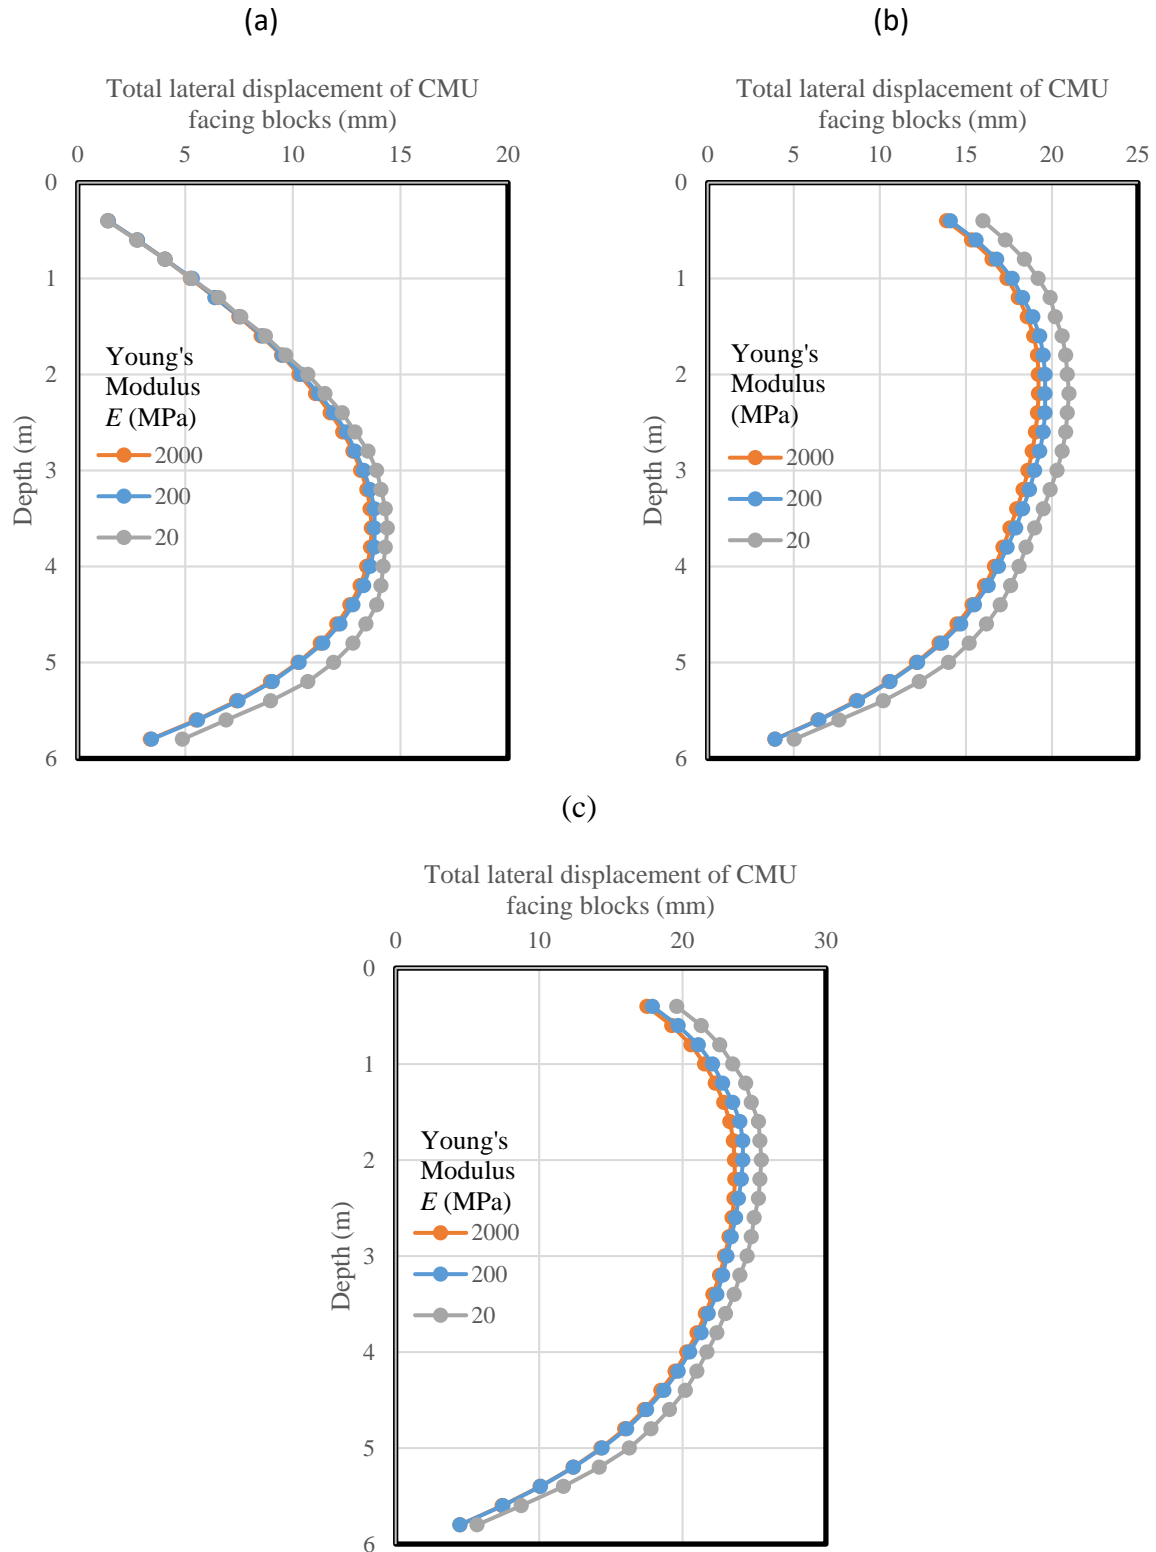 (a)
Total lateral displacement of CMU
facing blocks (mm)
0 5 10 15 20
0
1
2
3
4
5
6
Depth (m)
Young's
Modulus
E (MPa)
2000
200
20
(b)
Total lateral displacement of CMU
facing blocks (mm)
0 5 10 15 20 25
0
1
2
3
4
5
6
Depth (m)
Young's
Modulus
(MPa)
2000
200
20
(c)
Total lateral displacement of CMU
facing blocks (mm)
0 10 20 30
0
1
2
3
4
5
6
Depth (m)
Young's
Modulus
E (MPa)
2000
200
20